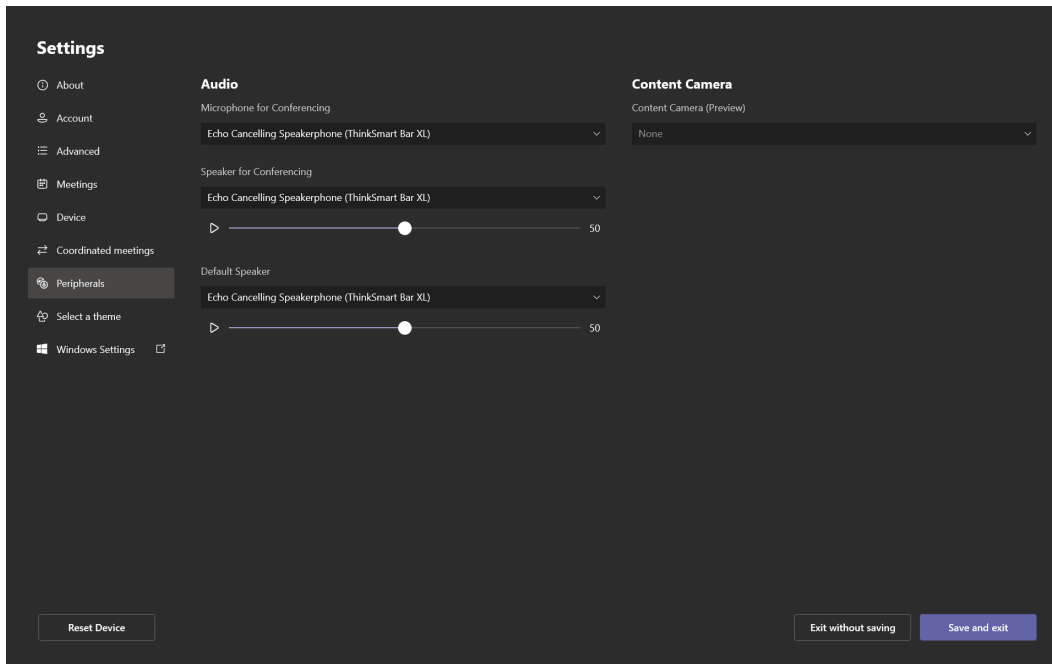 Settings
About
Account
Advanced
Meetings
Device
Coordinated meetings
Peripherals
Select a theme
Windows Settings
Audio
Microphone for Conferencing
Echo Cancelling Speakerphone (ThinkSmart Bar XL)
Speaker for Conferencing
Echo Cancelling Speakerphone (ThinkSmart Bar XL)
50
Default Speaker
Echo Cancelling Speakerphone (ThinkSmart Bar XL)
50
Content Camera
Content Camera (Preview)
None
Reset Device
Exit without saving
Save and exit